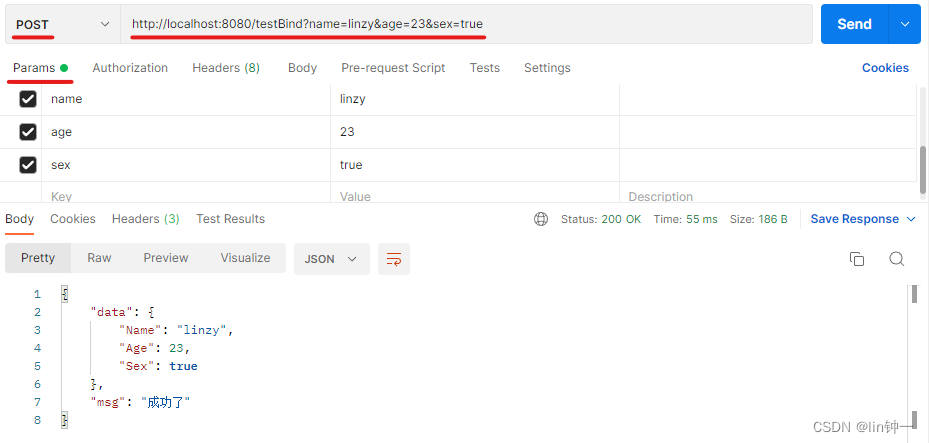 POST http://localhost:8080/testBind?name=linzy&age=23&sex=true Send
Params Authorization Headers (8) Body Pre-request Script Tests Settings Cookies
name linzy
age 23
sex true
Key Value Description
Body Cookies Headers (3) Test Results Status: 200 OK Time: 55 ms Size: 186 B Save Response
Pretty Raw Preview Visualize JSON
1 {
2 "data": {
3 "Name": "linzy",
4 "Age": 23,
5 "Sex": true
6 },
7 "msg": "成功了"
8 }
CSDN @lin钟一